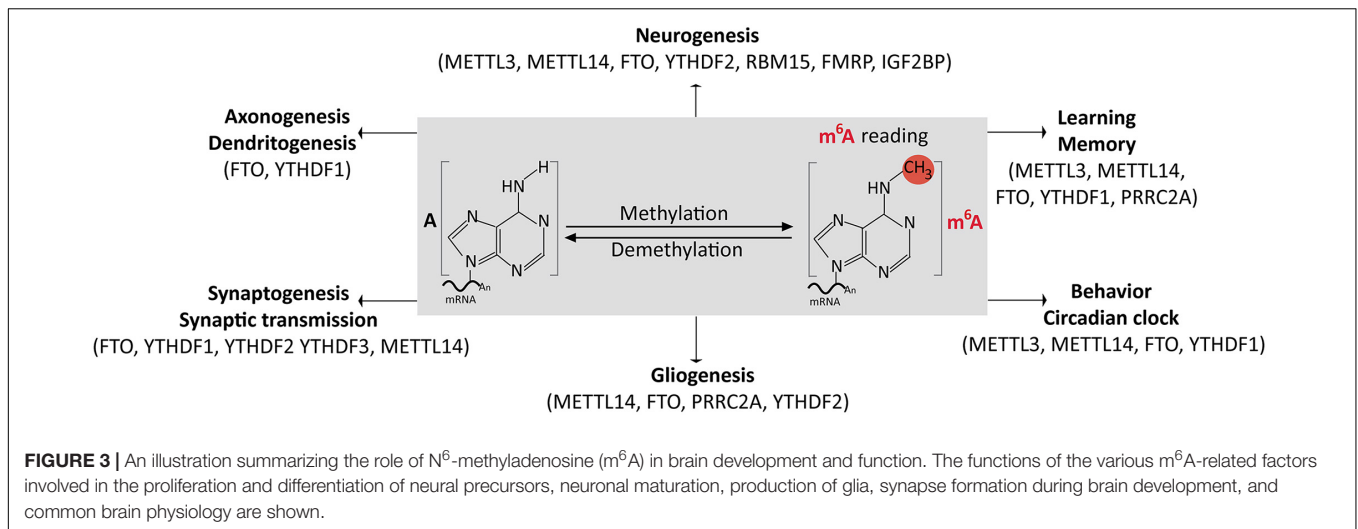 Neurogenesis
(METTL3, METTL14, FTO, YTHDF2, RBM15, FMRP, IGF2BP)
Axonogenesis
Dendritogenesis
(FTO, YTHDF1)
Learning
Memory
(METTL3, METTL14,
FTO, YTHDF1, PRRC2A)
m⁶A reading
A
H
HN
N
N
N
N
An
mRNA
Methylation
Demethylation
CH₃
HN
N
N
N
N
An
mRNA
m⁶A
Synaptogenesis
Synaptic transmission
(FTO, YTHDF1, YTHDF2 YTHDF3, METTL14)
Behavior
Circadian clock
(METTL3, METTL14, FTO, YTHDF1)
Gliogenesis
(METTL14, FTO, PRRC2A, YTHDF2)
FIGURE 3 | An illustration summarizing the role of N⁶-methyladenosine (m⁶A) in brain development and function. The functions of the various m⁶A-related factors
involved in the proliferation and differentiation of neural precursors, neuronal maturation, production of glia, synapse formation during brain development, and
common brain physiology are shown.